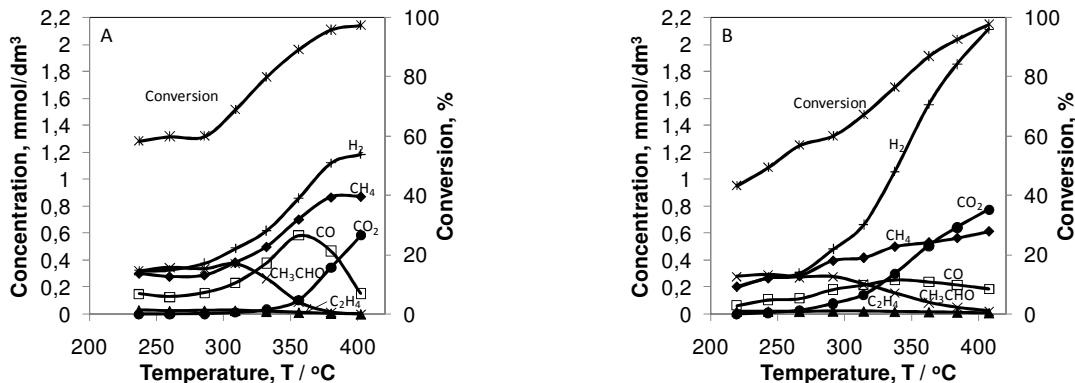 A
Concentration, mmol/dm³
2,2
2
1,8
1,6
1,4
1,2
1
0,8
0,6
0,4
0,2
0
100
80
60
40
20
0
Conversion, %
Conversion
H₂
CH₄
CO
CO₂
CH₃CHO
C₂H₄
200 250 300 350 400
Temperature, T / °C
B
Concentration, mmol/dm³
2,2
2
1,8
1,6
1,4
1,2
1
0,8
0,6
0,4
0,2
0
100
80
60
40
20
0
Conversion, %
Conversion
H₂
CO₂
CH₄
CO
C₂H₄
CH₃CHO
200 250 300 350 400
Temperature, T / °C